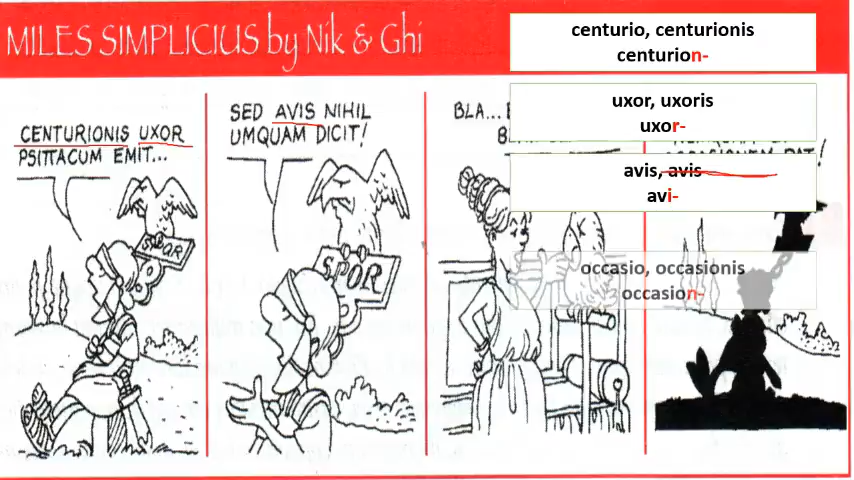 MILES SIMPLICIUS by Nik & Ghi
centurio, centurionis
centurion-
uxor, uxoris
uxor-
avis, avis
avi-
occasio, occasionis
occasion-
CENTURIONIS UXOR
PSITTACUM EMIT...
SPQR
SED AVIS NIHIL
UMQUAM DICIT!
SPQR
BLA...